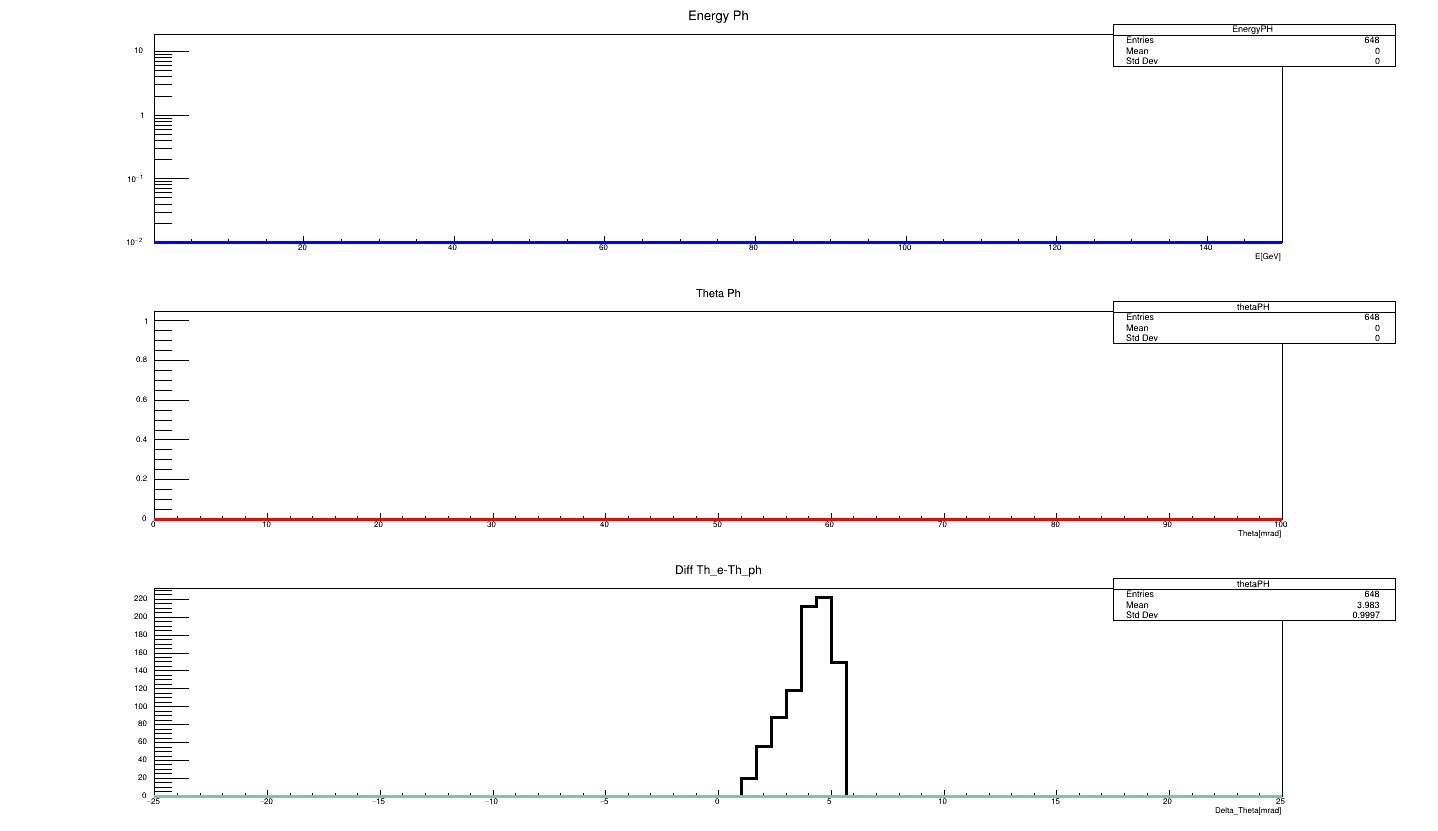 Energy Ph
EnergyPH
Entries 648
Mean 0
Std Dev 0
10
1
10−1
10−2
20 40 60 80 100 120 140
E[GeV]
Theta Ph
thetaPH
Entries 648
Mean 0
Std Dev 0
1
0.8
0.6
0.4
0.2
0
0 10 20 30 40 50 60 70 80 90 100
Theta[mrad]
Diff Th_e-Th_ph
thetaPH
Entries 648
Mean 3.983
Std Dev 0.9997
220
200
180
160
140
120
100
80
60
40
20
0
−25 −20 −15 −10 −5 0 5 10 15 20 25
Delta_Theta[mrad]